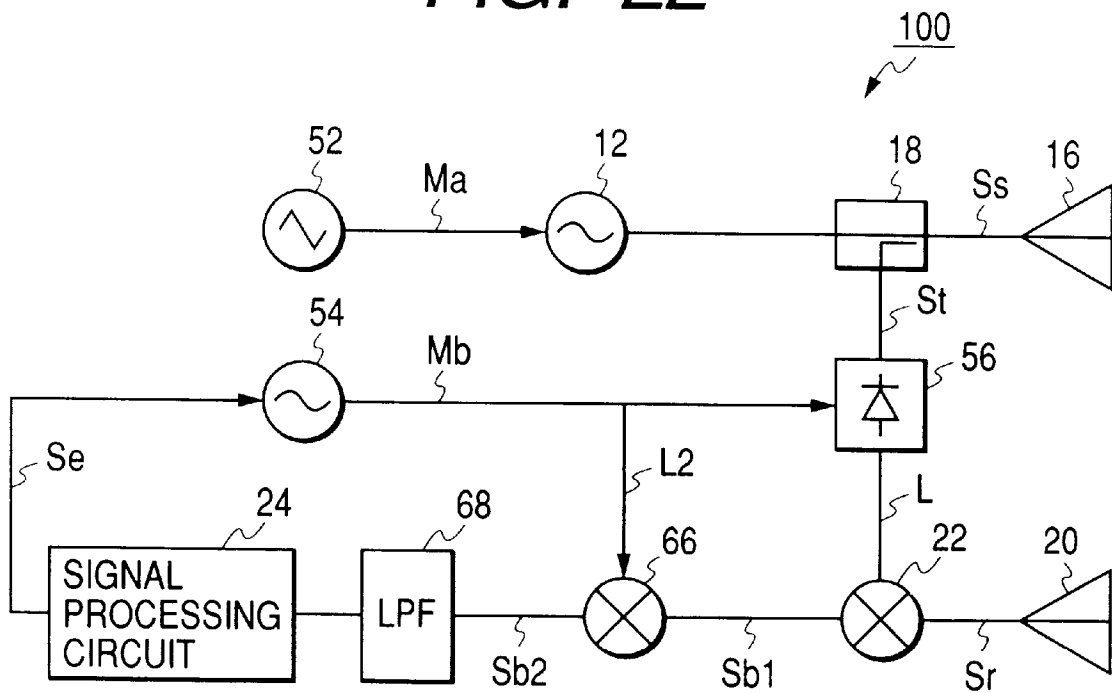 FIG. 22
100
52
Ma
12
18
Ss
16
54
Mb
St
56
Se
L2
L
24
68
66
22
20
SIGNAL
PROCESSING
CIRCUIT
LPF
Sb2
Sb1
Sr